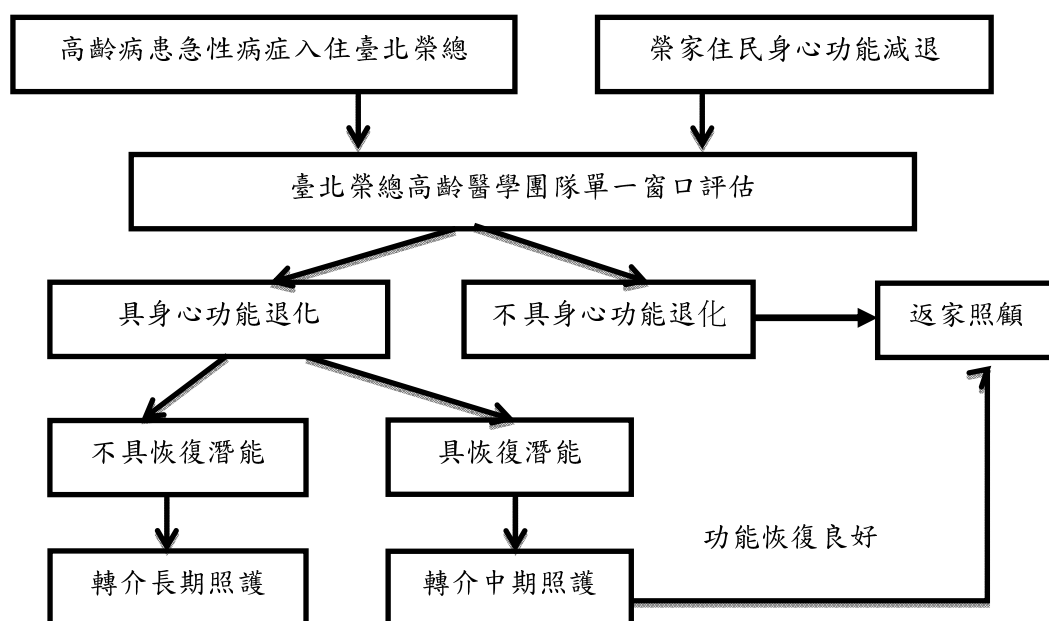 高齡病患急性病症入住臺北榮總
榮家住民身心功能減退
臺北榮總高齡醫學團隊單一窗口評估
具身心功能退化
不具身心功能退化
返家照顧
不具恢復潛能
具恢復潛能
功能恢復良好
轉介長期照護
轉介中期照護